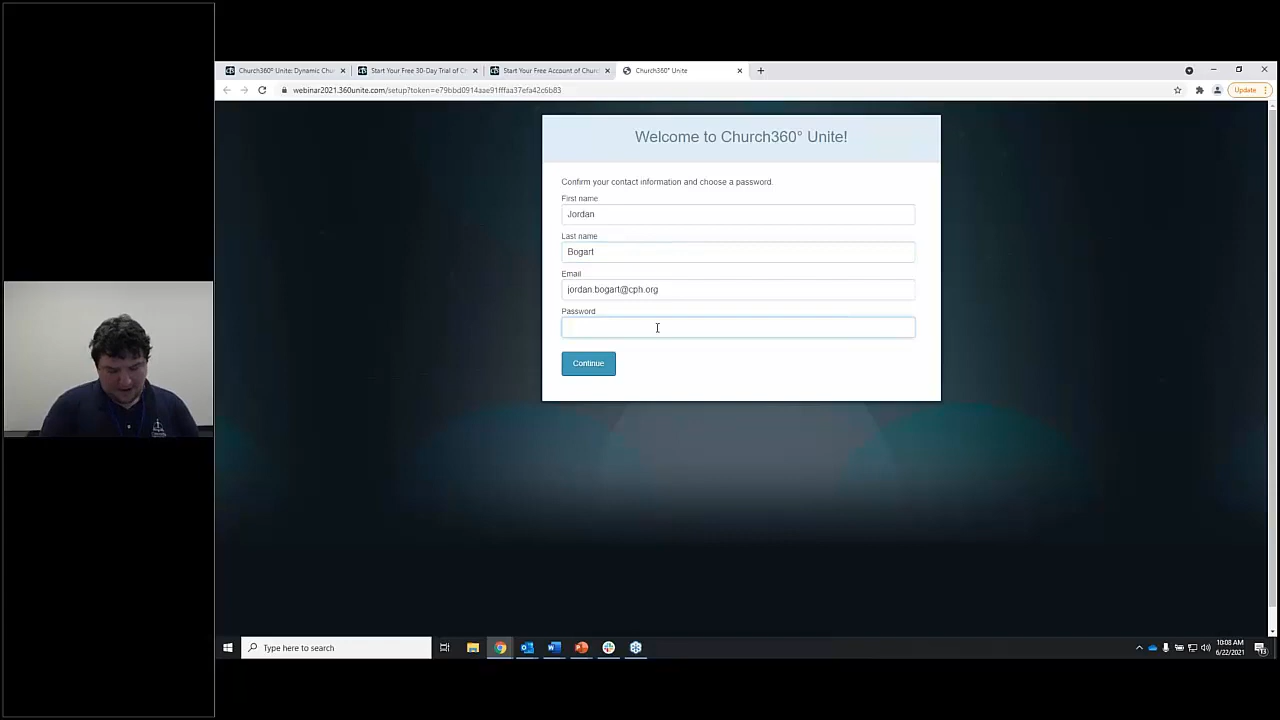 Church360° Unite: Dynamic Chur
Start Your Free 30-Day Trial of C
Start Your Free Account of Churc
Church360° Unite
webinar2021.360unite.com/setup?token=e79bbd0914aae91fffaa37efa42c6b83
Update
Welcome to Church360° Unite!
Confirm your contact information and choose a password.
First name
Jordan
Last name
Bogart
Email
jordan.bogart@cph.org
Password
Continue
Type here to search
10:08 AM
6/22/2021